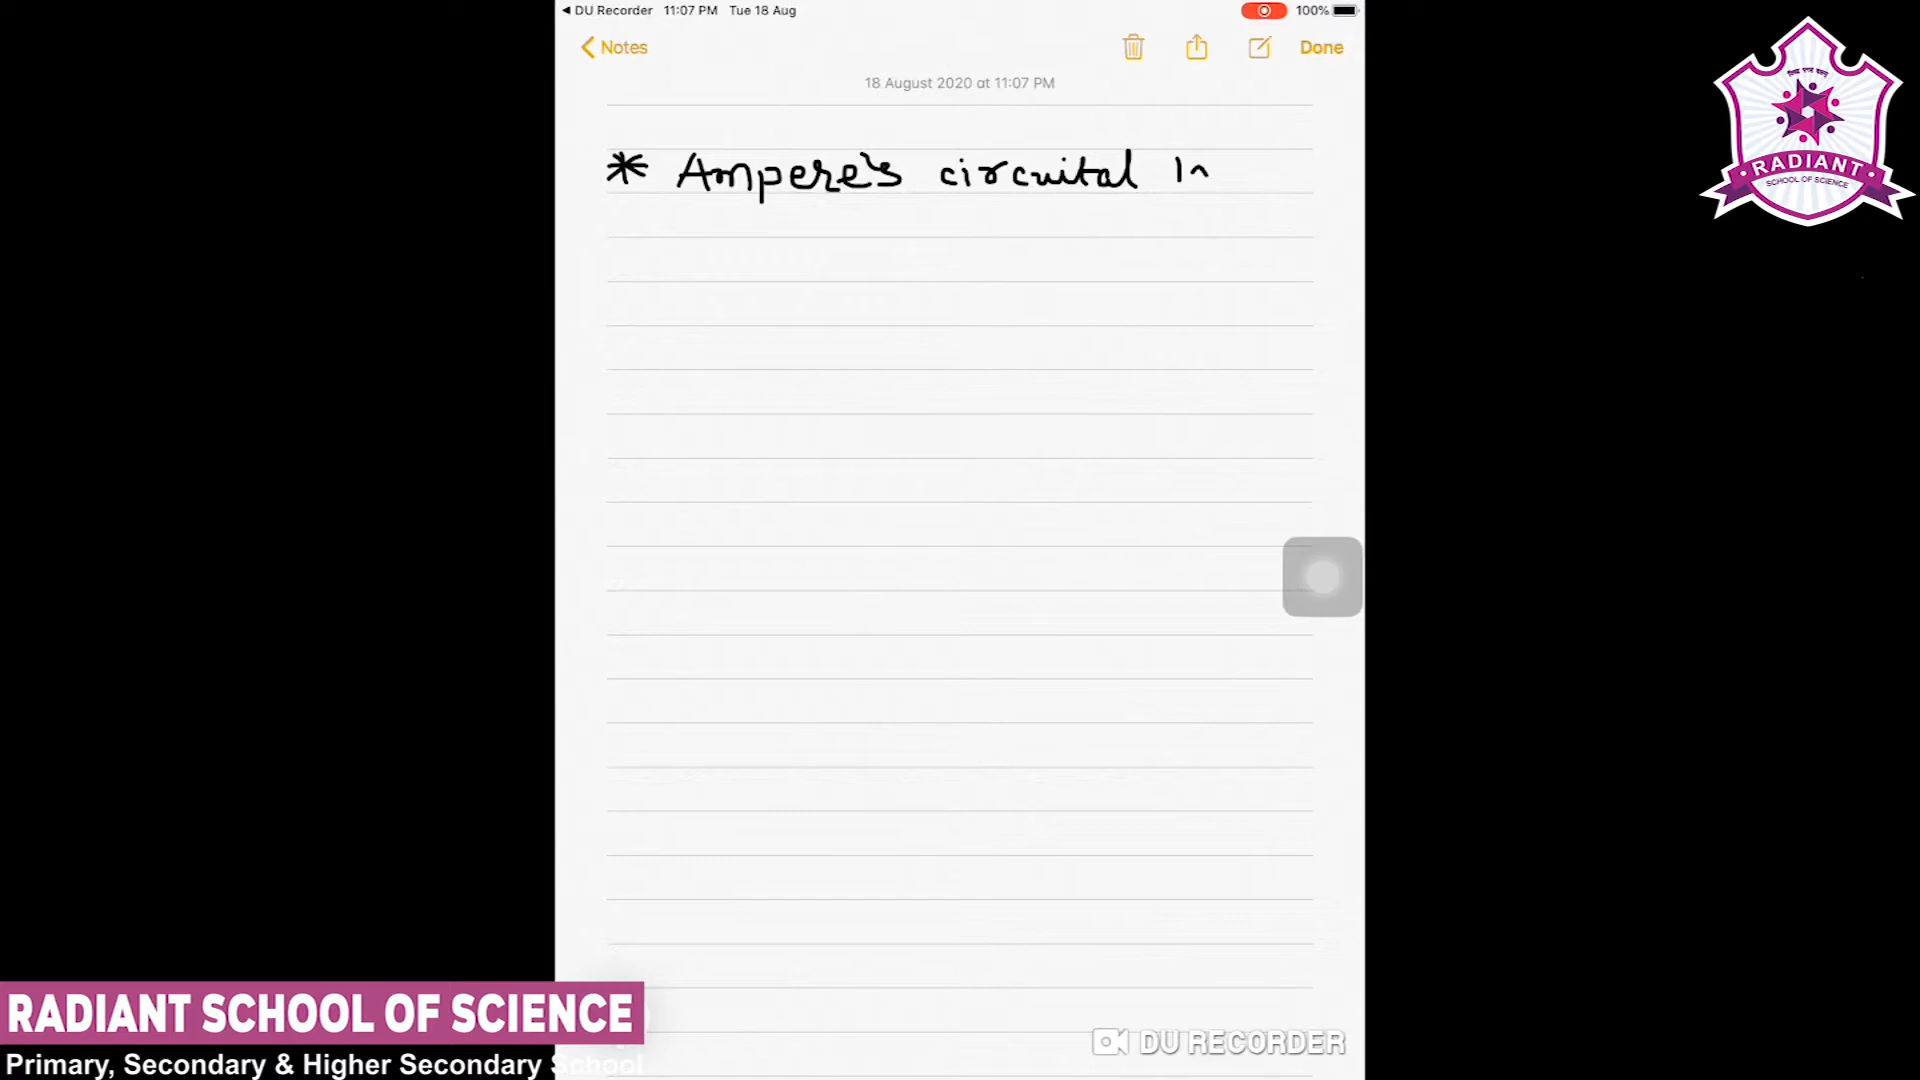 ◀ DU Recorder 11:07 PM Tue 18 Aug 100%
Notes Done
18 August 2020 at 11:07 PM
* Ampere's circuital
RADIANT
SCHOOL OF SCIENCE
RADIANT SCHOOL OF SCIENCE
Primary, Secondary & Higher Secondary School
DU RECORDER